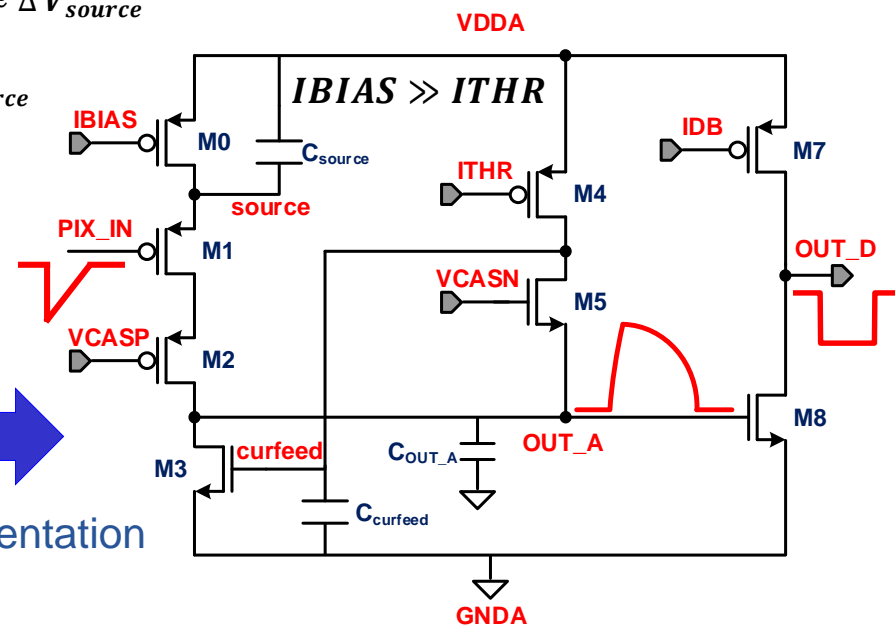 ΔV_source
VDDA
rce
IBIAS ≫ ITHR
IBIAS
M0
C_source
IDB
M7
ITHR
M4
source
PIX_IN
M1
OUT_D
VCASN
M5
VCASP
M2
M8
curfeed
C_OUT_A
OUT_A
M3
C_curfeed
entation
GNDA